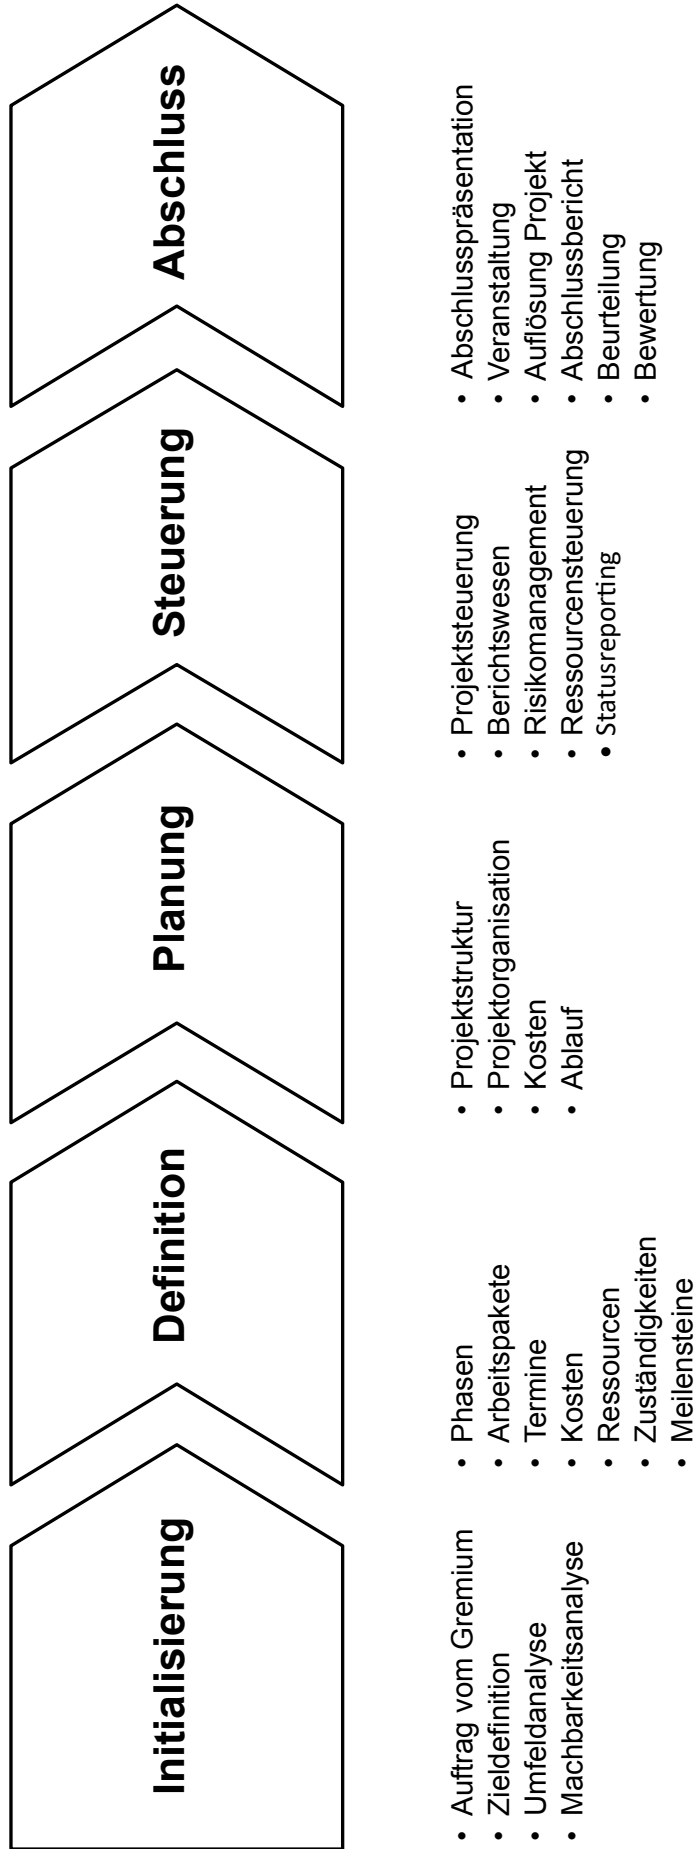 Initialisierung
Definition
Planung
Steuerung
Abschluss
• Auftrag vom Gremium
• Zieldefinition
• Umfeldanalyse
• Machbarkeitsanalyse
• Phasen
• Arbeitspakete
• Termine
• Kosten
• Ressourcen
• Zuständigkeiten
• Meilensteine
• Projektstruktur
• Projektorganisation
• Kosten
• Ablauf
• Projektsteuerung
• Berichtswesen
• Risikomanagement
• Ressourcensteuerung
• Statusreporting
• Abschlusspräsentation
• Veranstaltung
• Auflösung Projekt
• Abschlussbericht
• Beurteilung
• Bewertung